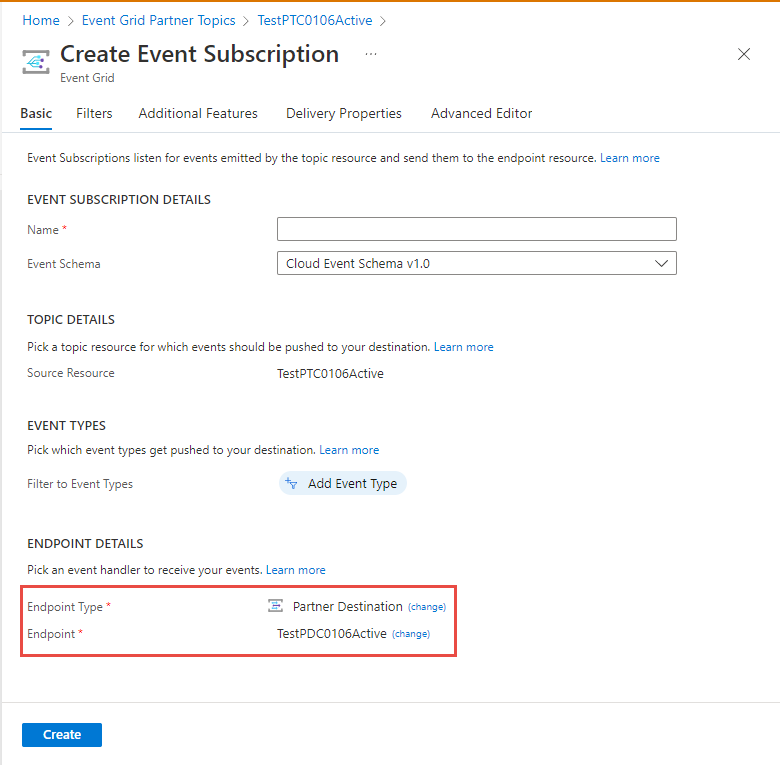 Home > Event Grid Partner Topics > TestPTC0106Active >
Create Event Subscription ...
Event Grid
Basic Filters Additional Features Delivery Properties Advanced Editor
Event Subscriptions listen for events emitted by the topic resource and send them to the endpoint resource. Learn more
EVENT SUBSCRIPTION DETAILS
Name *
Event Schema Cloud Event Schema v1.0
TOPIC DETAILS
Pick a topic resource for which events should be pushed to your destination. Learn more
Source Resource TestPTC0106Active
EVENT TYPES
Pick which event types get pushed to your destination. Learn more
Filter to Event Types Add Event Type
ENDPOINT DETAILS
Pick an event handler to receive your events. Learn more
Endpoint Type * Partner Destination (change)
Endpoint * TestPDC0106Active (change)
Create